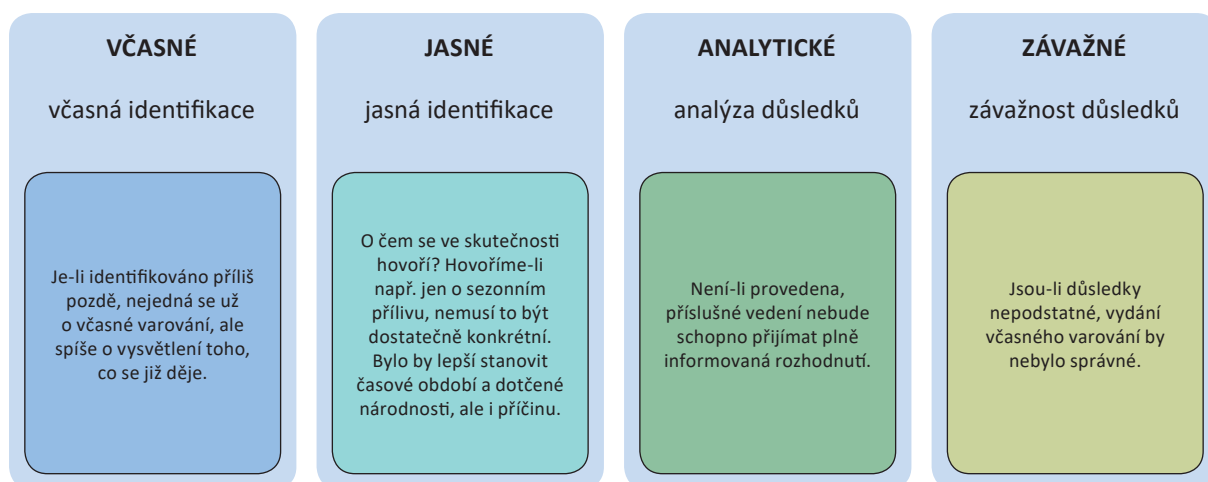 VČASNÉ
včasná identifikace
Je-li identifikováno příliš
pozdě, nejedná se už
o včasné varování, ale
spíše o vysvětlení toho,
co se již děje.
JASNÉ
jasná identifikace
O čem se ve skutečnosti
hovoří? Hovoříme-li
např. jen o sezonním
přílivu, nemusí to být
dostatečně konkrétní.
Bylo by lepší stanovit
časové období a dotčené
národnosti, ale i příčinu.
ANALYTICKÉ
analýza důsledků
Není-li provedena,
příslušné vedení nebude
schopno přijímat plně
informovaná rozhodnutí.
ZÁVAŽNÉ
závažnost důsledků
Jsou-li důsledky
nepodstatné, vydání
včasného varování by
nebylo správné.